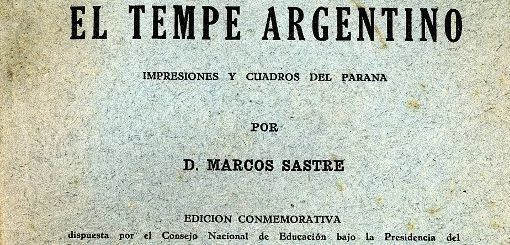 EL TEMPE ARGENTINO
IMPRESIONES Y CUADROS DEL PARANA
POR
D. MARCOS SASTRE
EDICION CONMEMORATIVA
dispuesta por el Consejo Nacional de Educación bajo la Presidencia del